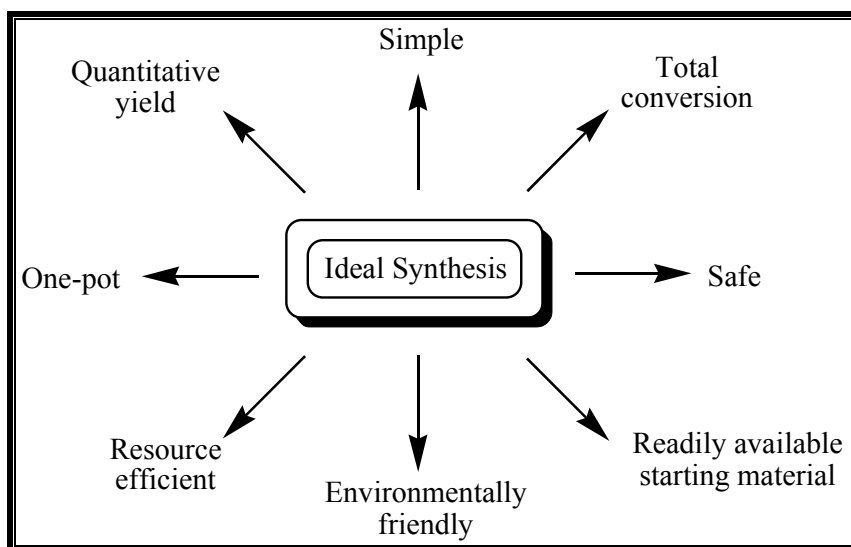 Simple
Quantitative
yield
Total
conversion
One-pot
Ideal Synthesis
Safe
Resource
efficient
Environmentally
friendly
Readily available
starting material